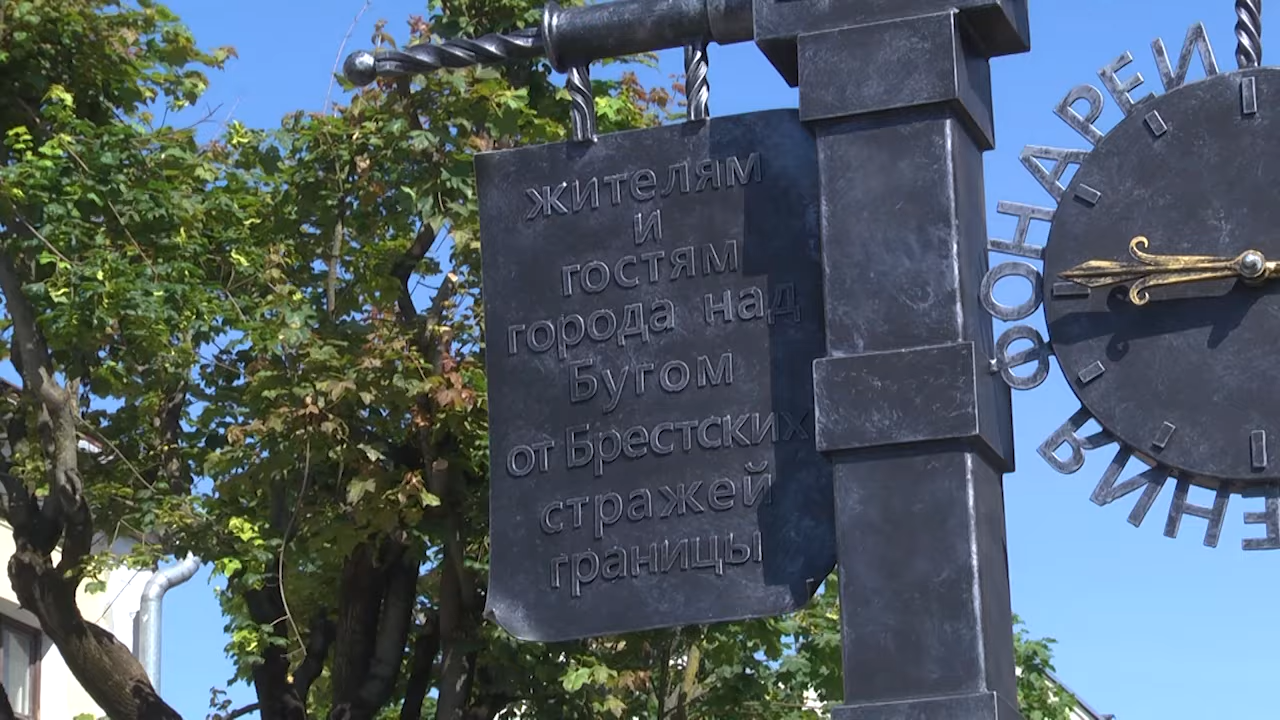 жителям
и
гостям
города над
Бугом
от Брестских
стражей
границы
ФОНАРЕЙ